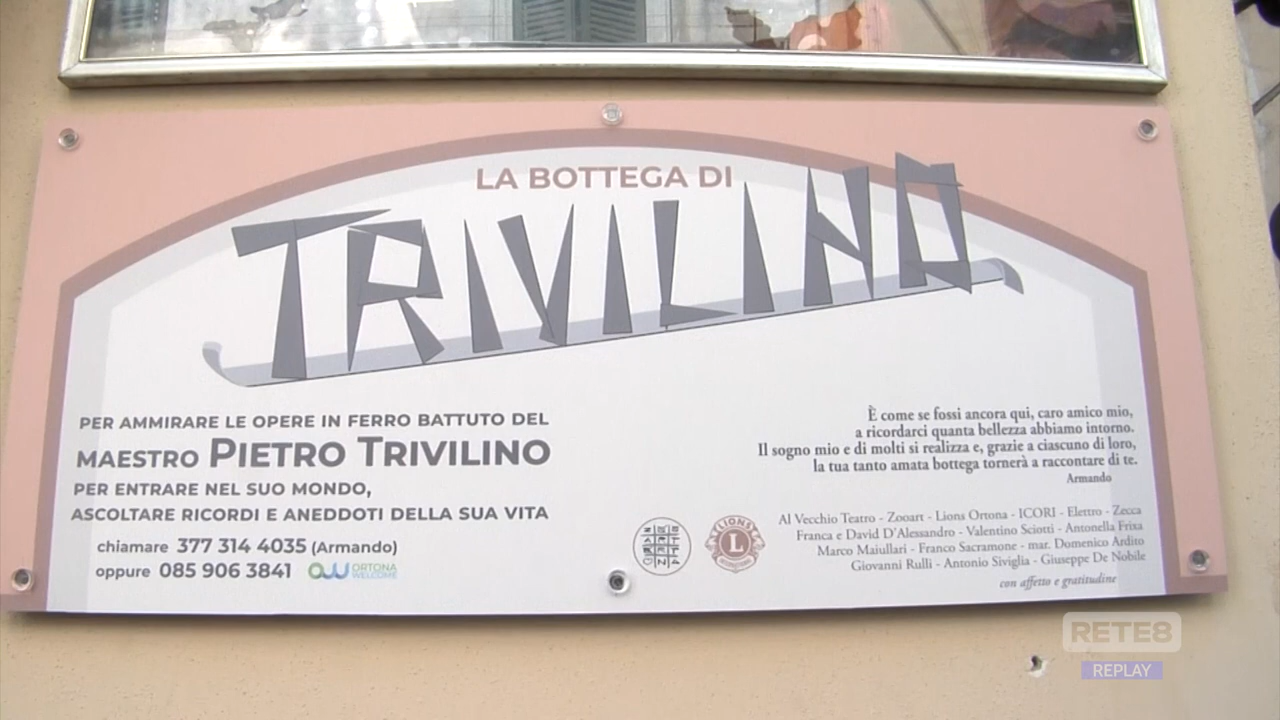 LA BOTTEGA DI
TRIVILINO
PER AMMIRARE LE OPERE IN FERRO BATTUTO DEL
MAESTRO PIETRO TRIVILINO
PER ENTRARE NEL SUO MONDO,
ASCOLTARE RICORDI E ANEDDOTI DELLA SUA VITA
chiamare 377 314 4035 (Armando)
oppure 085 906 3841
ORTONA
WELCOME
È come se fossi ancora qui, caro amico mio,
a ricordarci quanta bellezza abbiamo intorno.
Il sogno mio e di molti si realizza e, grazie a ciascuno di loro,
la tua tanto amata bottega tornerà a raccontare di te.
Armando
LIONS
L
INTERNATIONAL
Al Vecchio Teatro - Zooart - Lions Ortona - ICORI - Elettro - Zecca
Franca e David D'Alessandro - Valentino Sciotti - Antonella Frixa
Marco Maiullari - Franco Sacramone - mar. Domenico Ardito
Giovanni Rulli - Antonio Siviglia - Giuseppe De Nobile
con affetto e gratitudine
RETE8
REPLAY